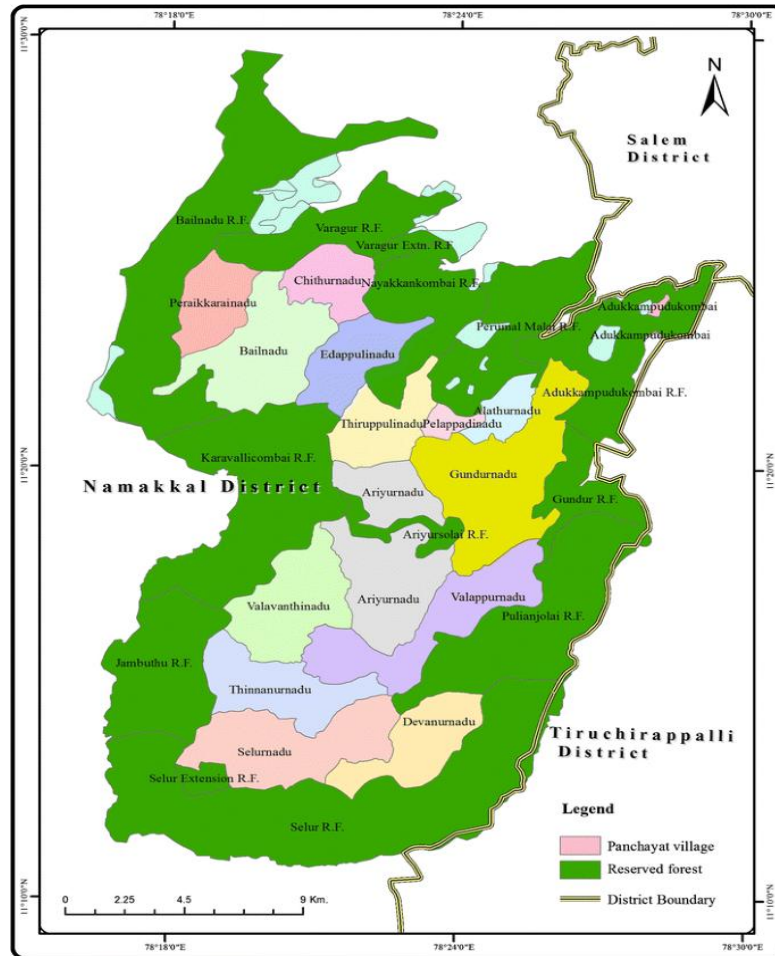 78°18'0"E
78°24'0"E
78°30'0"E
11°30'0"N
N
Salem
District
Bailnadu R.F.
Varagur R.F.
Varagur Extn. R.F.
Chithurnadu
Nayakkankombai R.F.
Peraikkarainadu
Adukkampudukombai
Perumal Malai R.F.
Adukkampudukombai
Bailnadu
Edappulinadu
Adukkampudukombai R.F.
Alathurnadu
Thiruppulinadu
Pelappadinadu
Karavallicombai R.F.
Gundurnadu
11°20'0"N
11°20'0"N
Namakkal District
Ariyurnadu
Gundur R.F.
Ariyursolai R.F.
Ariyurnadu
Valappurnadu
Valavanthinadu
Pulianjolai R.F.
Jambuthu R.F.
Thinnanurnadu
Devanurnadu
Tiruchirappalli
District
Selurnadu
Selur Extension R.F.
Selur R.F.
Legend
Panchayat village
Reserved forest
District Boundary
0 2.25 4.5 9 Km.
11°10'0"N
11°10'0"N
78°18'0"E
78°24'0"E
78°30'0"E